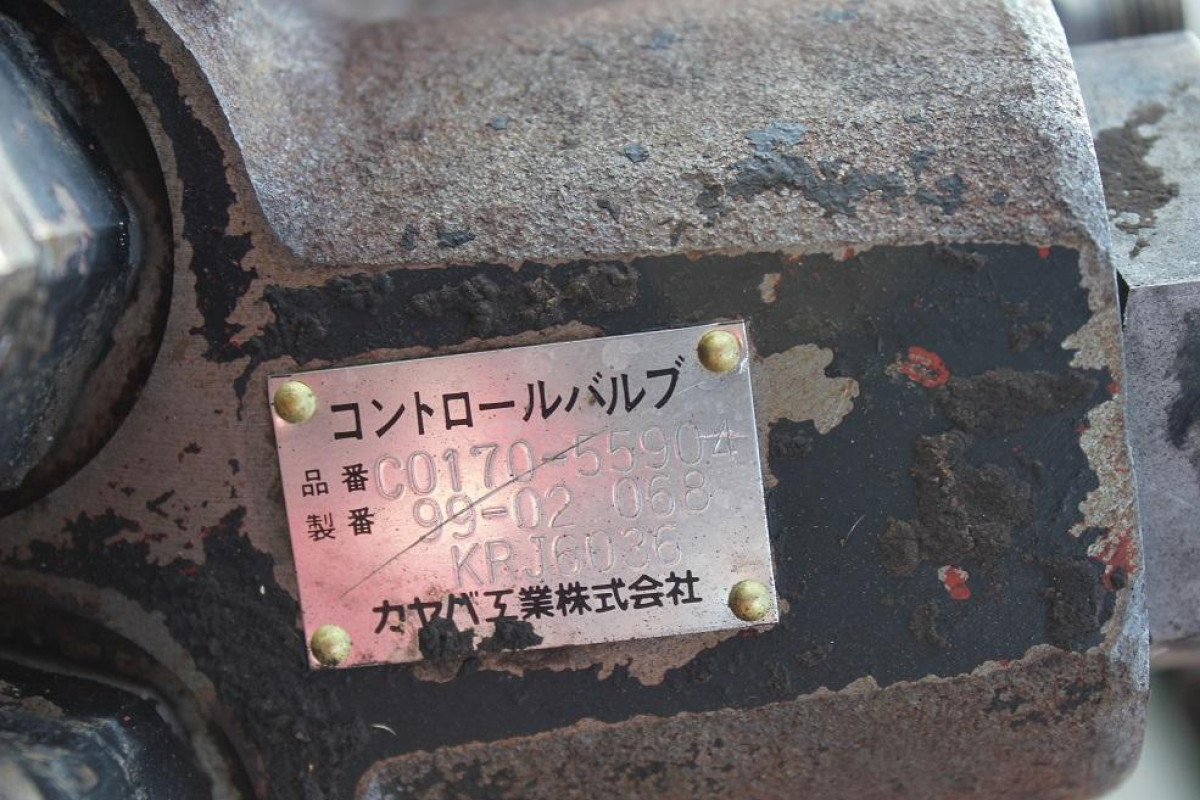 コントロールバルブ
品番 C0170-55904
製番 99-02 068
KRJ6036
カヤバ工業株式会社